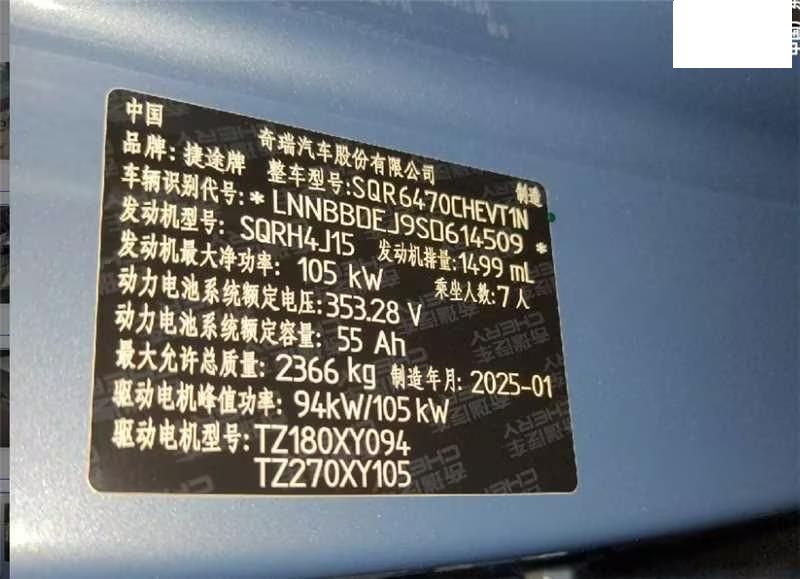 中国 奇瑞汽车股份有限公司 制造
品牌: 捷途牌 整车型号:SQR6470CHEVT1N
车辆识别代号:*LNNBBDEJ9SD614509*
发动机型号: SQRH4J15 发动机排量:1499 mL
发动机最大净功率: 105 kW 乘坐人数:7人
动力电池系统额定电压:353.28 V
动力电池系统额定容量: 55 Ah
最大允许总质量: 2366 kg 制造年月: 2025-01
驱动电机峰值功率: 94kW/105kW
驱动电机型号:TZ180XY094
TZ270XY105